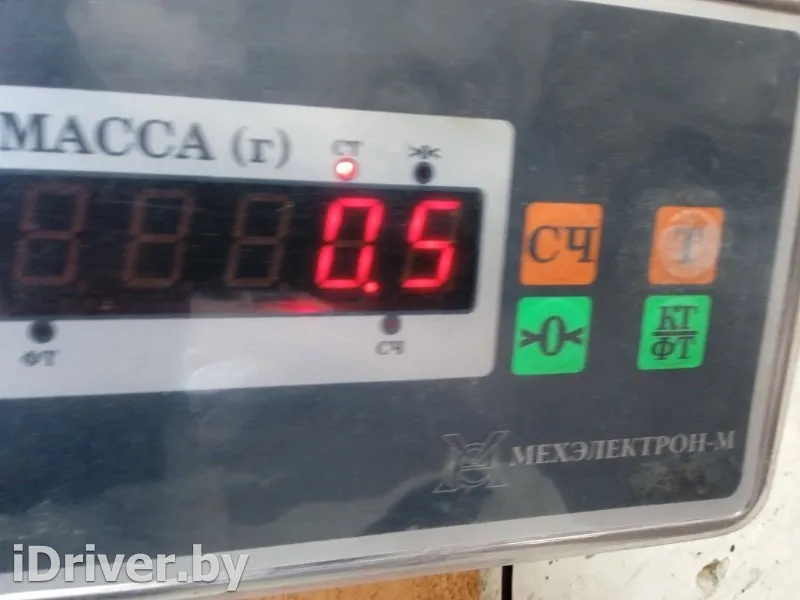 МАССА (г)
СТ
0.5
СЧ
Т
>0<
КТ
ФТ
ФТ
СЧ
МЕХЭЛЕКТРОН-М
iDriver.by